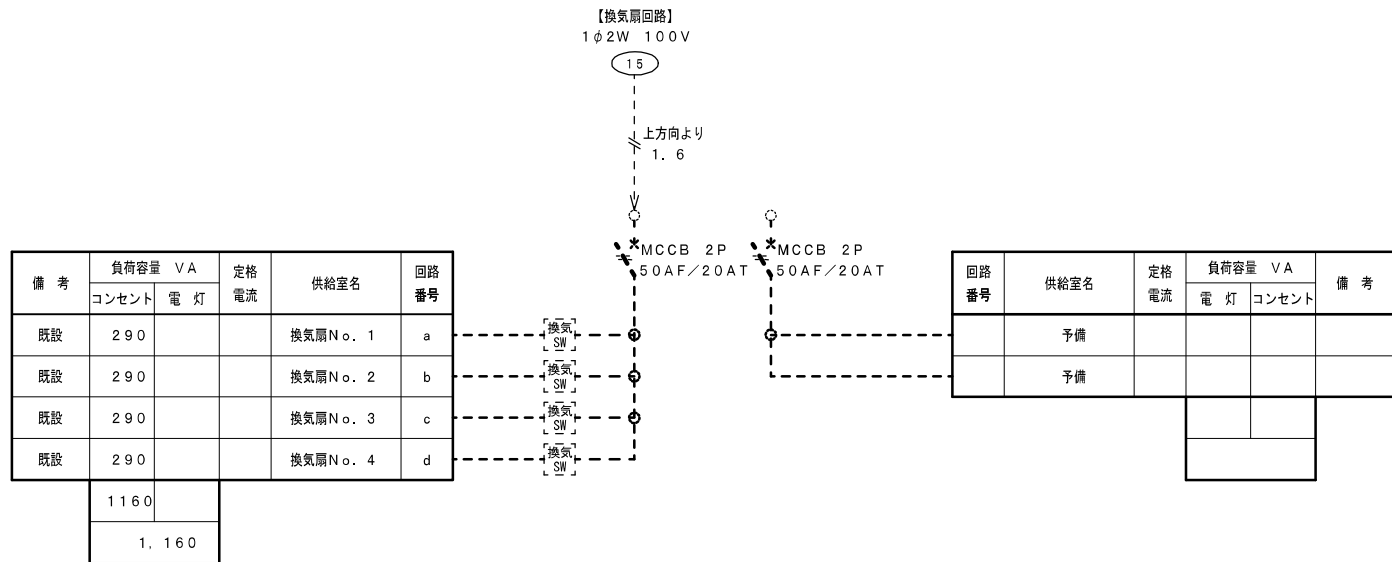 【換気扇回路】
1φ2W 100V
15
上方向より
1.6
MCCB 2P
50AF/20AT
MCCB 2P
50AF/20AT
備 考 負荷容量 VA 定格電流 供給室名 回路番号
コンセント 電 灯
既設 290 換気扇No.1 a
既設 290 換気扇No.2 b
既設 290 換気扇No.3 c
既設 290 換気扇No.4 d
1160
1,160
換気
SW
換気
SW
換気
SW
換気
SW
回路番号 供給室名 定格電流 負荷容量 VA 備 考
電 灯 コンセント
予備
予備